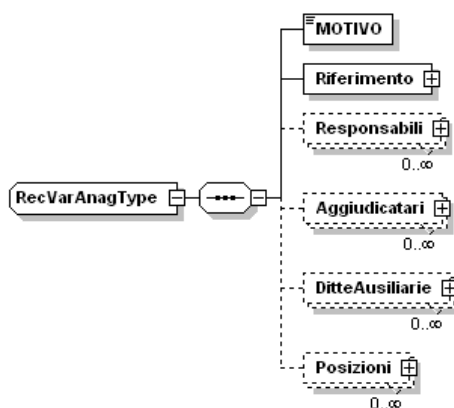 MOTIVO
Riferimento
Responsabili
0..∞
RecVarAnagType
Aggiudicatari
0..∞
DitteAusiliarie
0..∞
Posizioni
0..∞